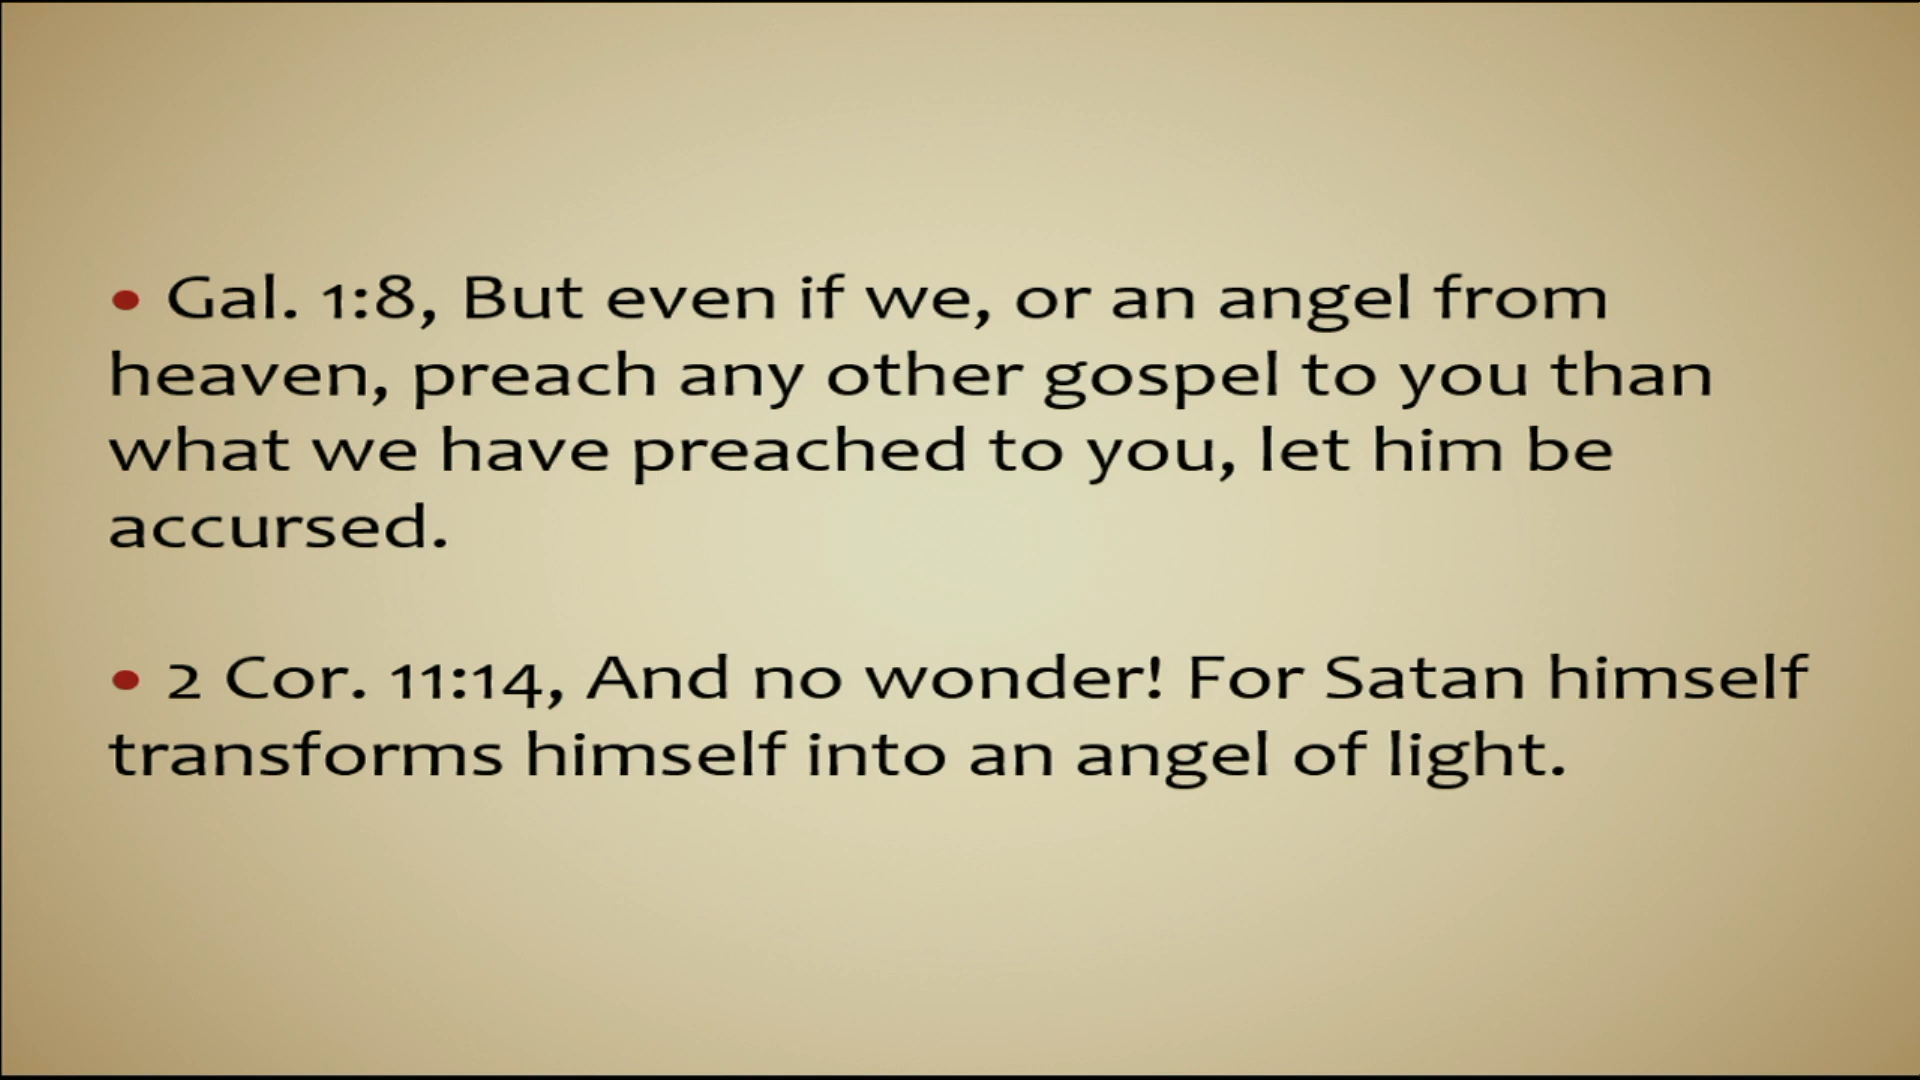 • Gal. 1:8, But even if we, or an angel from
heaven, preach any other gospel to you than
what we have preached to you, let him be
accursed.
• 2 Cor. 11:14, And no wonder! For Satan himself
transforms himself into an angel of light.